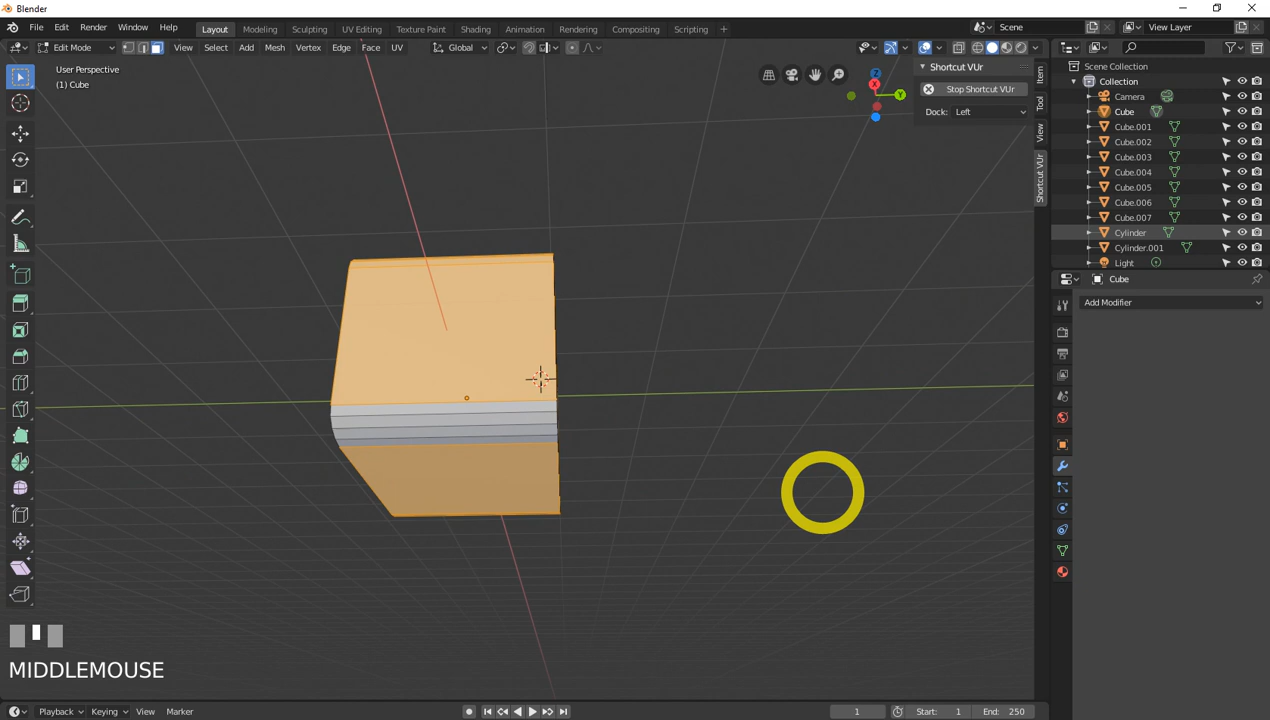 Blender
File Edit Render Window Help Layout Modeling Sculpting UV Editing Texture Paint Shading Animation Rendering Compositing Scripting + Scene View Layer
Edit Mode View Select Add Mesh Vertex Edge Face UV Global
User Perspective
(1) Cube
Shortcut VUr
Stop Shortcut VUr
Dock: Left
Item
Tool
View
Shortcut VUr
X
Y
Z
Scene Collection
Collection
Camera
Cube
Cube.001
Cube.002
Cube.003
Cube.004
Cube.005
Cube.006
Cube.007
Cylinder
Cylinder.001
Light
Cube
Add Modifier
MIDDLEMOUSE
Playback Keying View Marker 1 Start: 1 End: 250